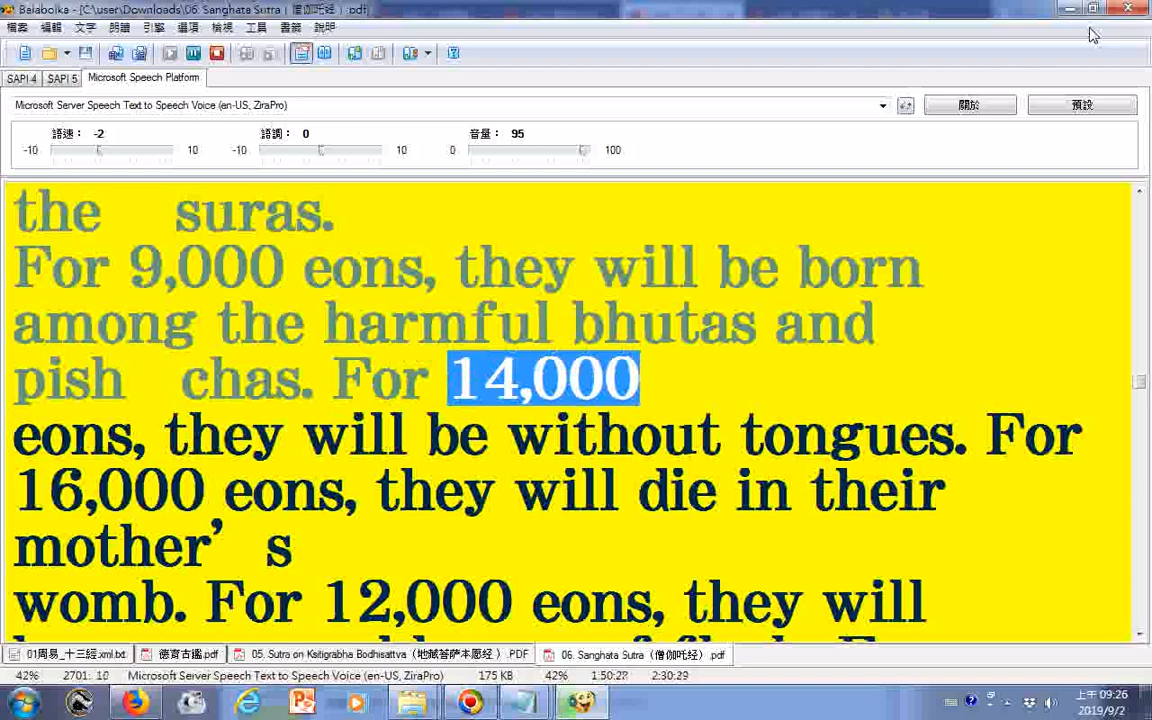 Balabolka - [C:\user\Downloads\06. Sanghata Sutra（僧伽吒经）.pdf]
檔案 編輯 文字 朗讀 引擎 選項 檢視 工具 書籤 說明
SAPI 4 SAPI 5 Microsoft Speech Platform
Microsoft Server Speech Text to Speech Voice (en-US, ZiraPro) 關於 預設
語速： -2 語調： 0 音量： 95
-10 10 -10 10 0 100
the suras.
For 9,000 eons, they will be born
among the harmful bhutas and
pish chas. For 14,000
eons, they will be without tongues. For
16,000 eons, they will die in their
mother’ s
womb. For 12,000 eons, they will
01周易_十三經.xml.txt 德育古鑑.pdf 05. Sutra on Ksitigrabha Bodhisattva（地藏菩萨本愿经）.PDF 06. Sanghata Sutra（僧伽吒经）.pdf
42% 2701: 10 Microsoft Server Speech Text to Speech Voice (en-US, ZiraPro) 175 KB 42% 1:50:27 2:30:29
上午 09:26
2019/9/2